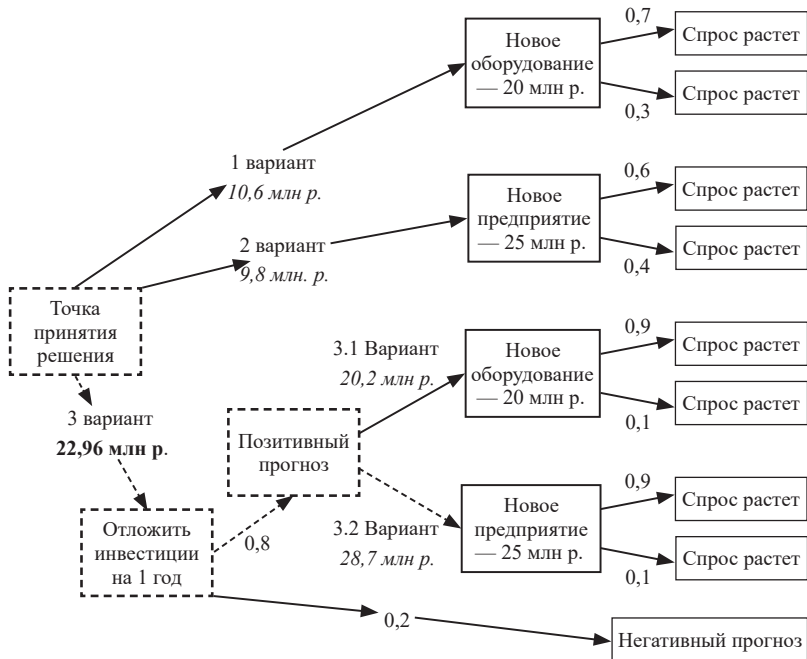 0,7
Новое
оборудование
— 20 млн р.
Спрос растет
Спрос растет
0,3
1 вариант
10,6 млн р.
0,6
Новое
предприятие
— 25 млн р.
Спрос растет
Спрос растет
0,4
2 вариант
9,8 млн. р.
Точка
принятия
решения
3.1 Вариант
20,2 млн р.
0,9
Новое
оборудование
— 20 млн р.
Спрос растет
Спрос растет
0,1
3 вариант
22,96 млн р.
Позитивный
прогноз
0,9
Новое
предприятие
— 25 млн р.
Спрос растет
Спрос растет
0,1
3.2 Вариант
28,7 млн р.
Отложить
инвестиции
на 1 год
0,8
0,2
Негативный прогноз